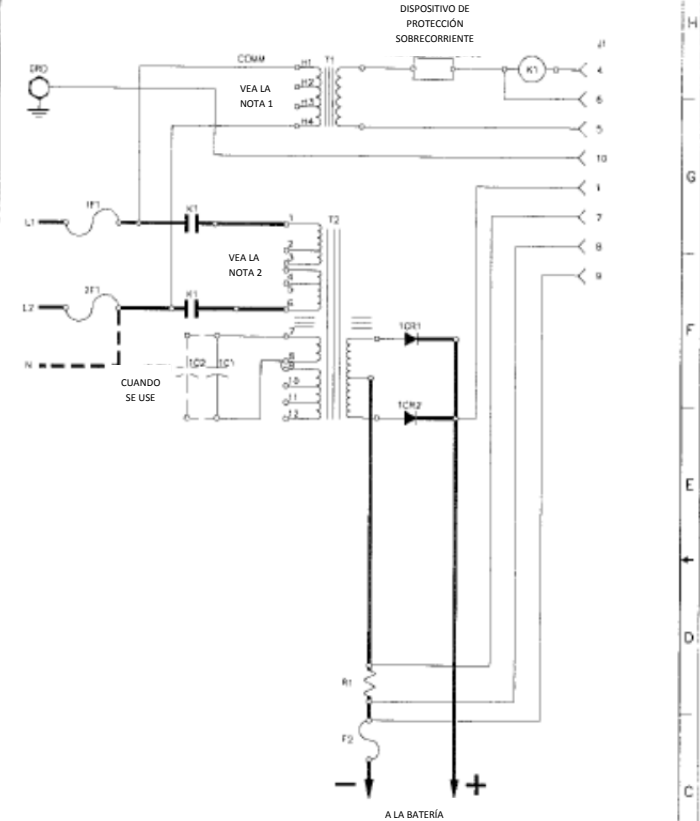 DISPOSITIVO DE
PROTECCIÓN
SOBRECORRIENTE
H
GRD
COMM
H1
T1
J1
K1
4
H2
VEA LA
NOTA 1
H3
6
H4
5
10
G
1
1F1
K1
L1
1
T2
7
2
8
VEA LA
NOTA 2
3
4
9
5
2F1
K1
L2
6
7
1CR1
F
N
1C2
1C1
8
9
CUANDO
SE USE
10
11
12
1CR2
E
D
R1
F2
C
− +
A LA BATERÍA